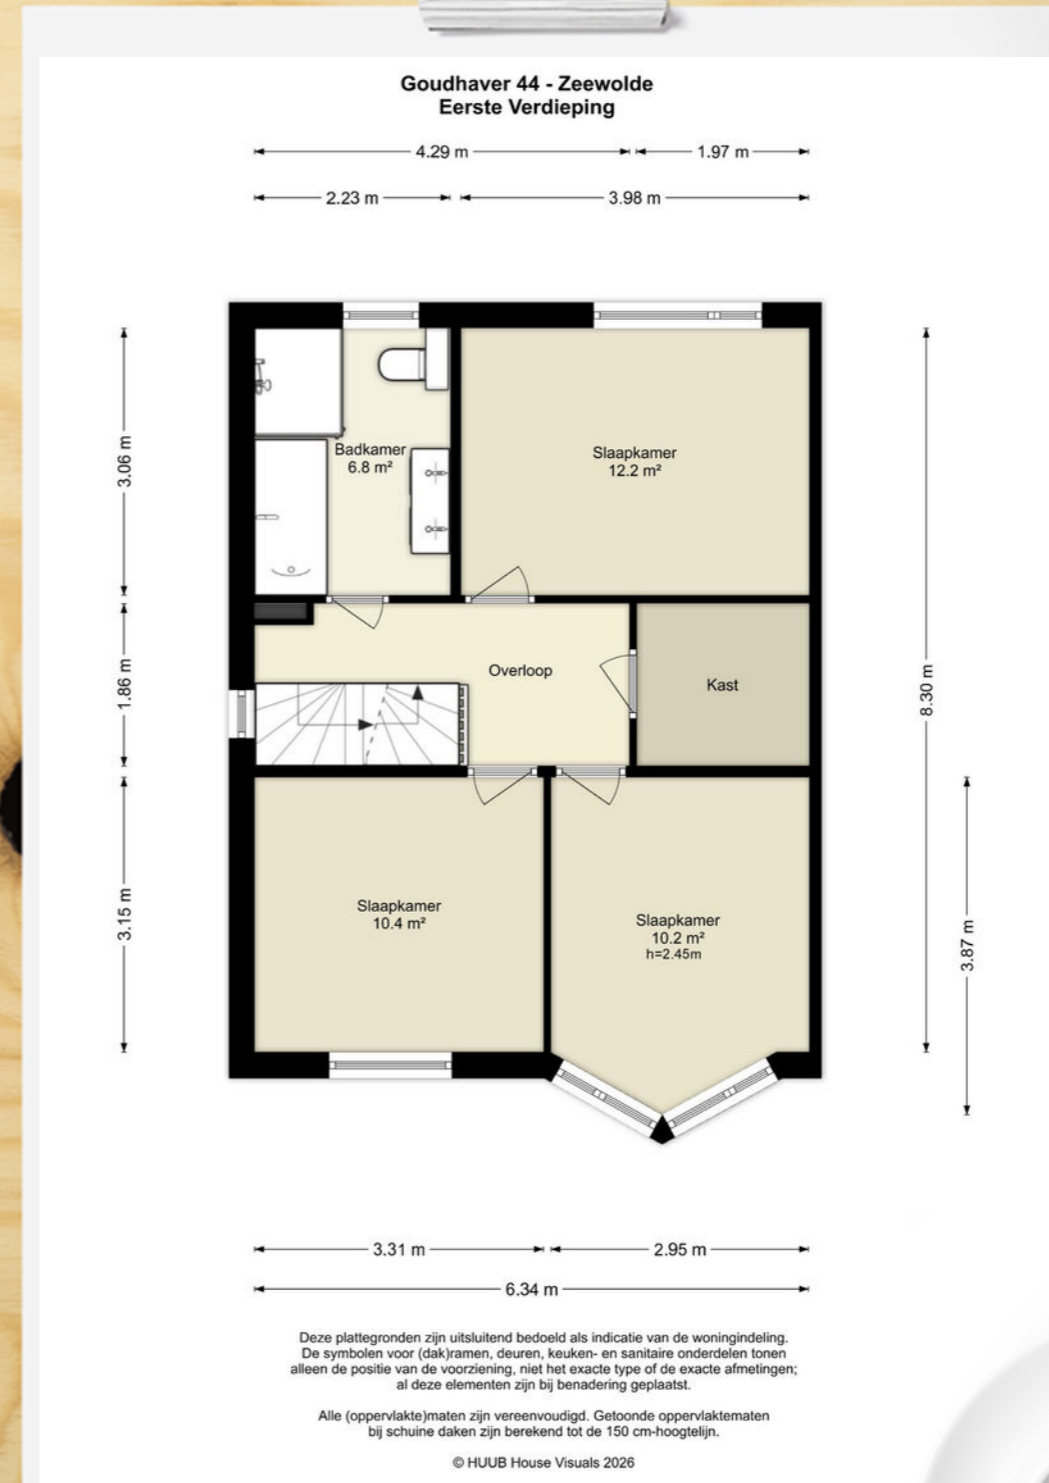 Goudhaver 44 - Zeewolde
Eerste Verdieping
4.29 m
1.97 m
2.23 m
3.98 m
3.06 m
Badkamer
6.8 m²
Slaapkamer
12.2 m²
1.86 m
Overloop
Kast
8.30 m
3.15 m
Slaapkamer
10.4 m²
Slaapkamer
10.2 m²
h=2.45m
3.87 m
3.31 m
2.95 m
6.34 m
Deze plattegronden zijn uitsluitend bedoeld als indicatie van de woningindeling.
De symbolen voor (dak)ramen, deuren, keuken- en sanitaire onderdelen tonen
alleen de positie van de voorziening, niet het exacte type of de exacte afmetingen;
al deze elementen zijn bij benadering geplaatst.
Alle (oppervlakte)maten zijn vereenvoudigd. Getoonde oppervlaktematen
bij schuine daken zijn berekend tot de 150 cm-hoogtelijn.
© HUUB House Visuals 2026